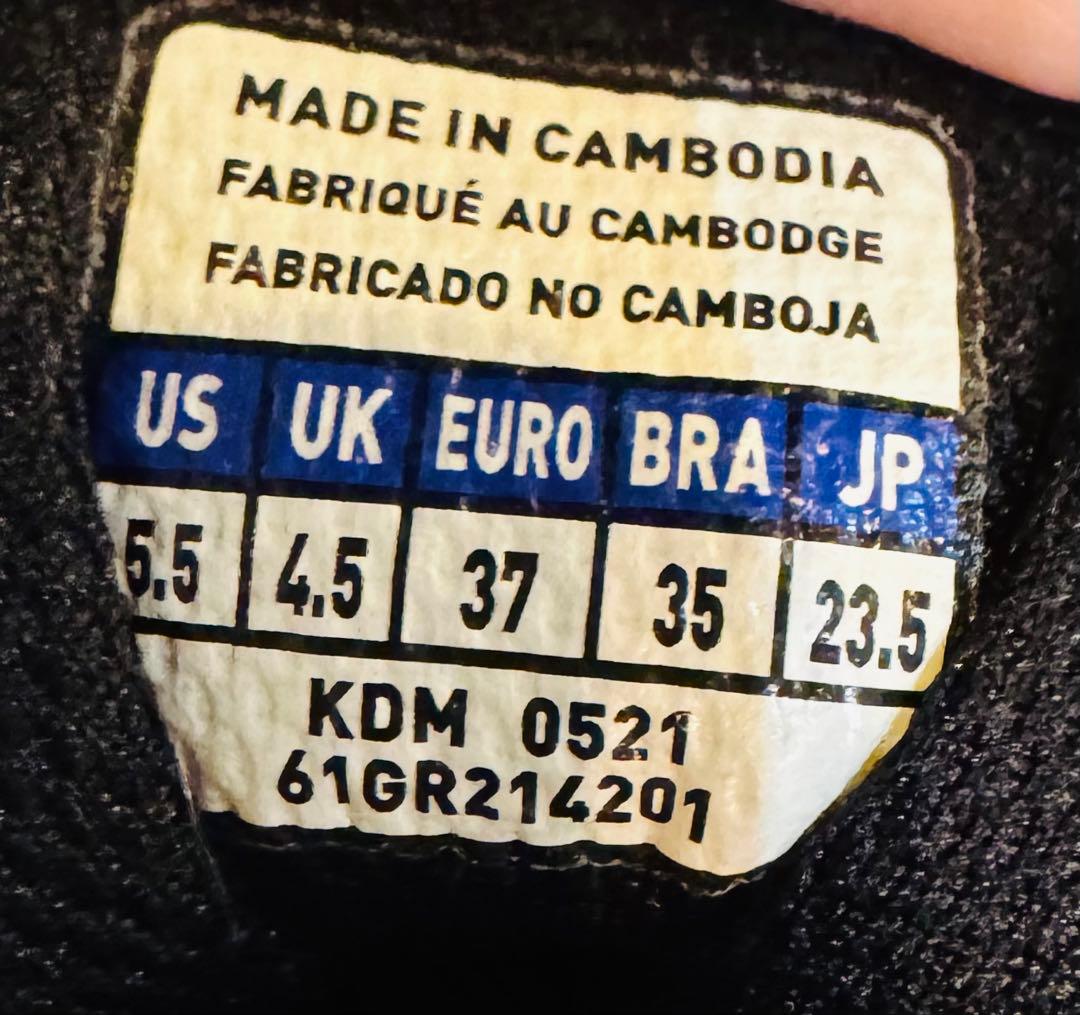 MADE IN CAMBODIA
FABRIQUÉ AU CAMBODGE
FABRICADO NO CAMBOJA
US UK EURO BRA JP
5.5 4.5 37 35 23.5
KDM 0521
61GR214201